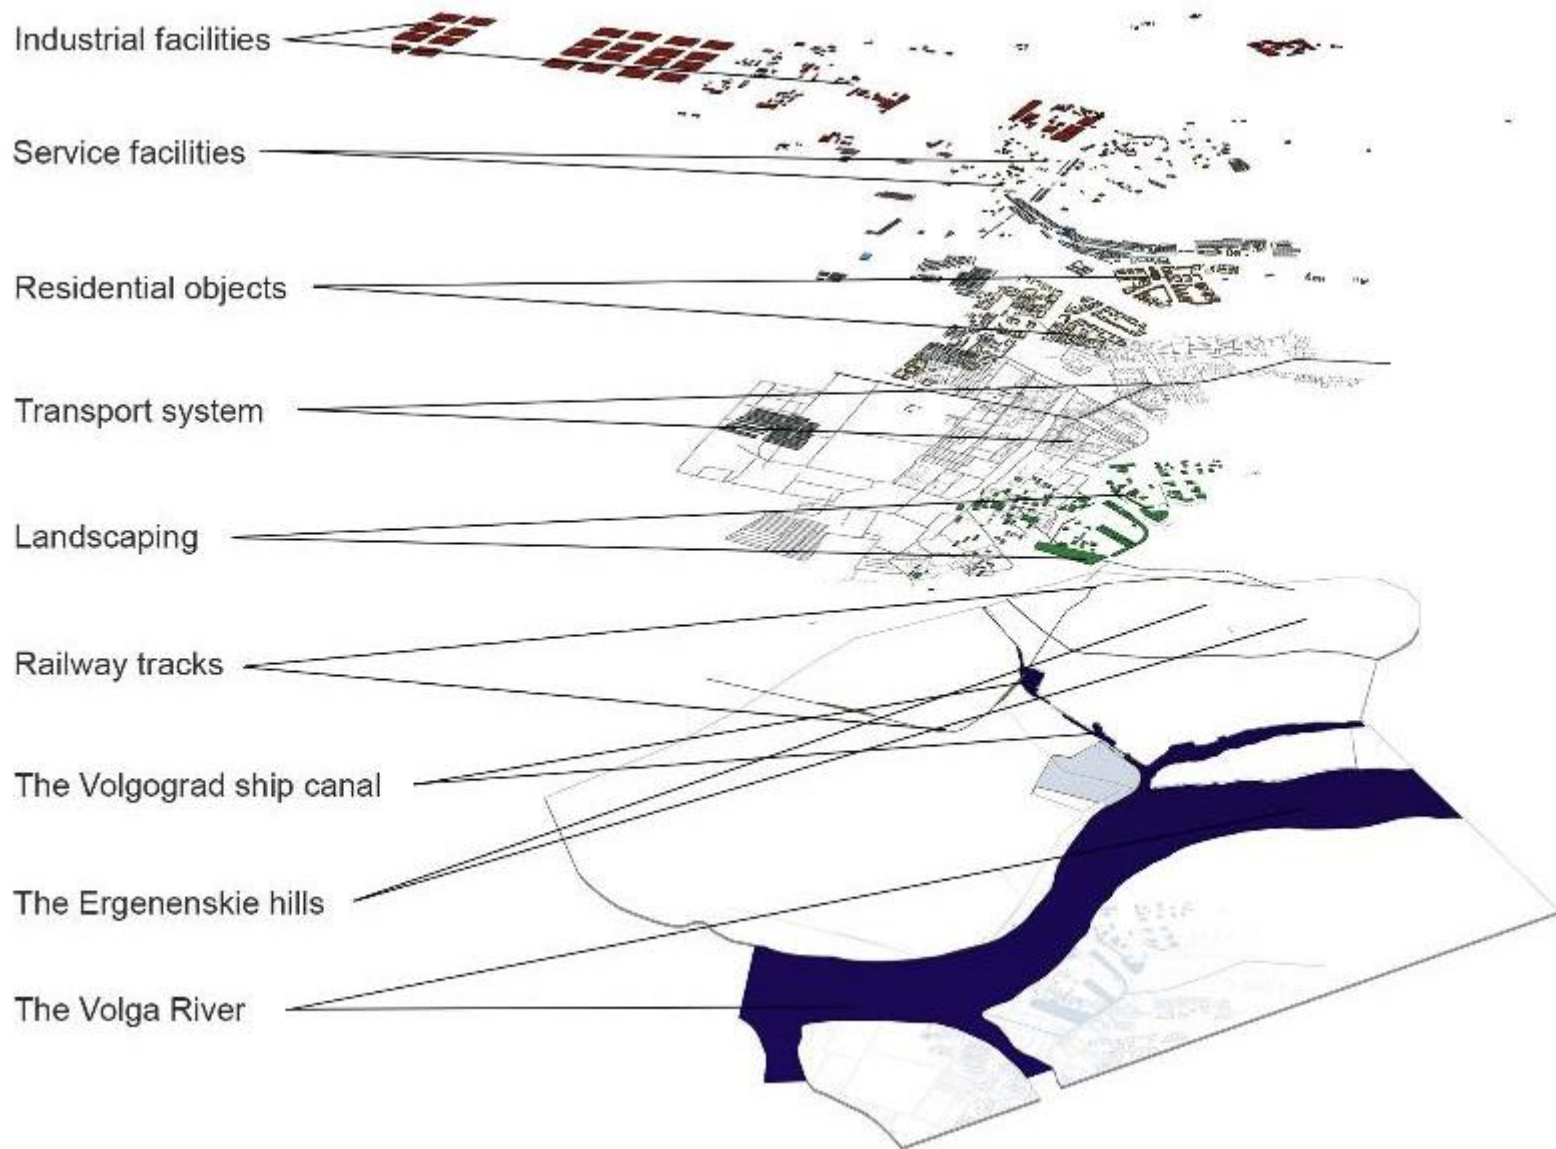 Industrial facilities
Service facilities
Residential objects
Transport system
Landscaping
Railway tracks
The Volgograd ship canal
The Ergenenskie hills
The Volga River